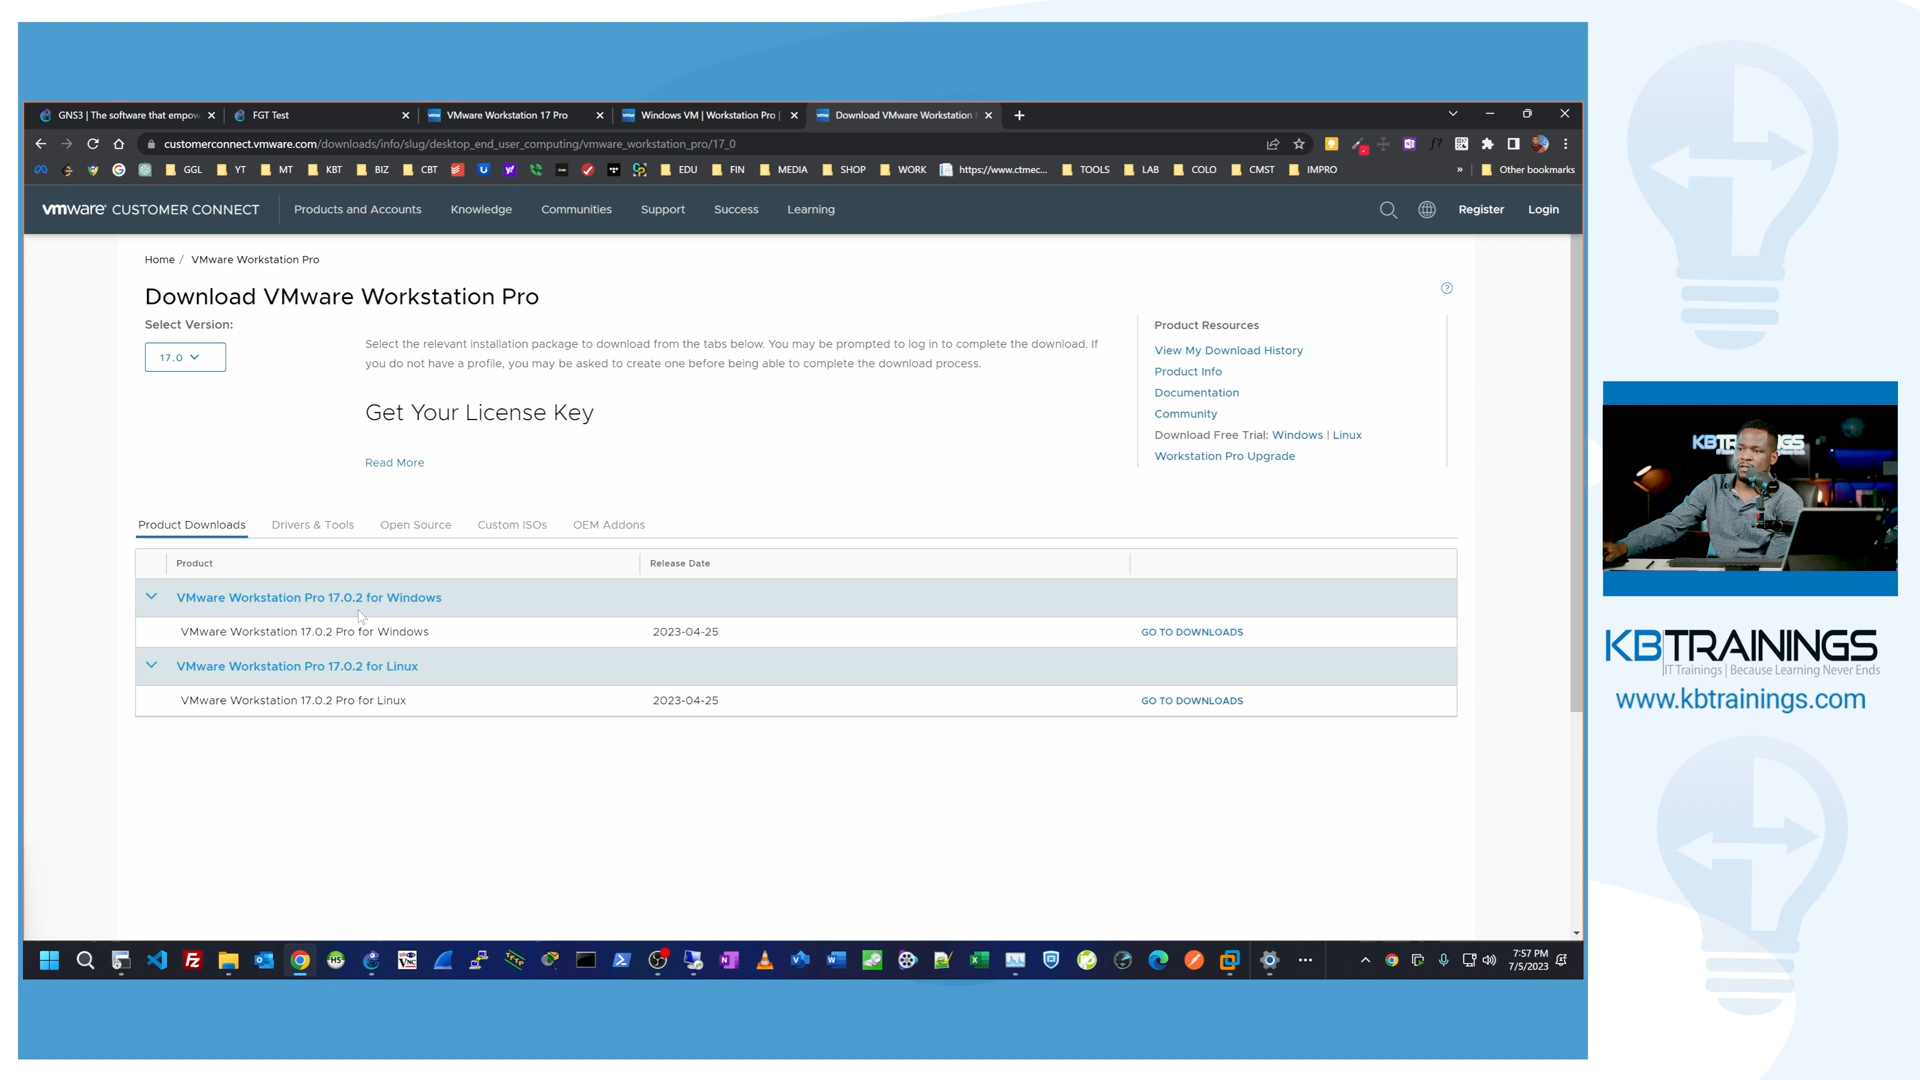 GNS3 | The software that empow
FGT Test
VMware Workstation 17 Pro
Windows VM | Workstation Pro |
Download VMware Workstation
customerconnect.vmware.com/downloads/info/slug/desktop_end_user_computing/vmware_workstation_pro/17_0
GGL YT MT KBT BIZ CBT EDU FIN MEDIA SHOP WORK https://www.ctmec... TOOLS LAB COLO CMST IMPRO » Other bookmarks
vmware® CUSTOMER CONNECT Products and Accounts Knowledge Communities Support Success Learning Register Login
Home / VMware Workstation Pro
Download VMware Workstation Pro
Select Version:
17.0
Select the relevant installation package to download from the tabs below. You may be prompted to log in to complete the download. If
you do not have a profile, you may be asked to create one before being able to complete the download process.
Get Your License Key
Read More
Product Resources
View My Download History
Product Info
Documentation
Community
Download Free Trial: Windows | Linux
Workstation Pro Upgrade
Product Downloads Drivers & Tools Open Source Custom ISOs OEM Addons
Product Release Date
VMware Workstation Pro 17.0.2 for Windows
VMware Workstation 17.0.2 Pro for Windows 2023-04-25 GO TO DOWNLOADS
VMware Workstation Pro 17.0.2 for Linux
VMware Workstation 17.0.2 Pro for Linux 2023-04-25 GO TO DOWNLOADS
7:57 PM
7/5/2023
KBTRAININGS
IT Trainings | Because Learning Never Ends
www.kbtrainings.com